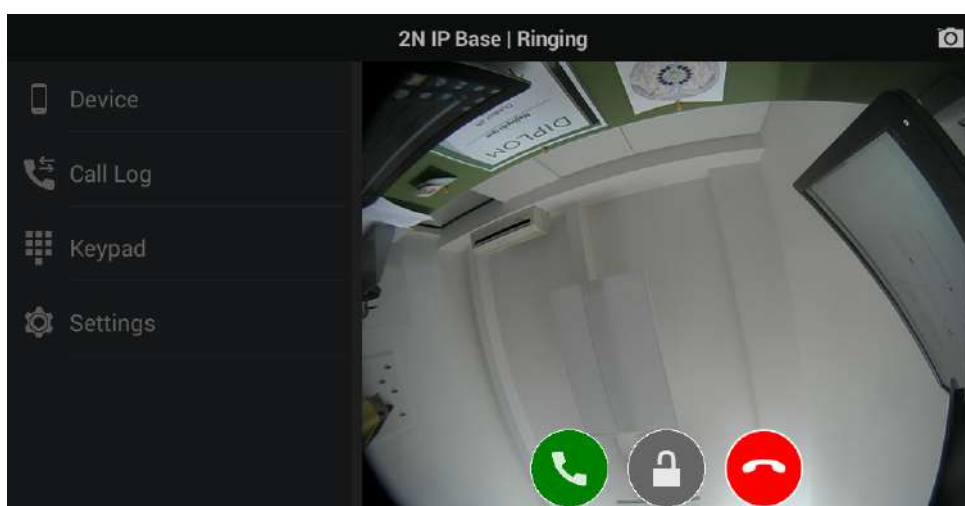 2N IP Base | Ringing
Device
Call Log
Keypad
Settings
DIPLOM